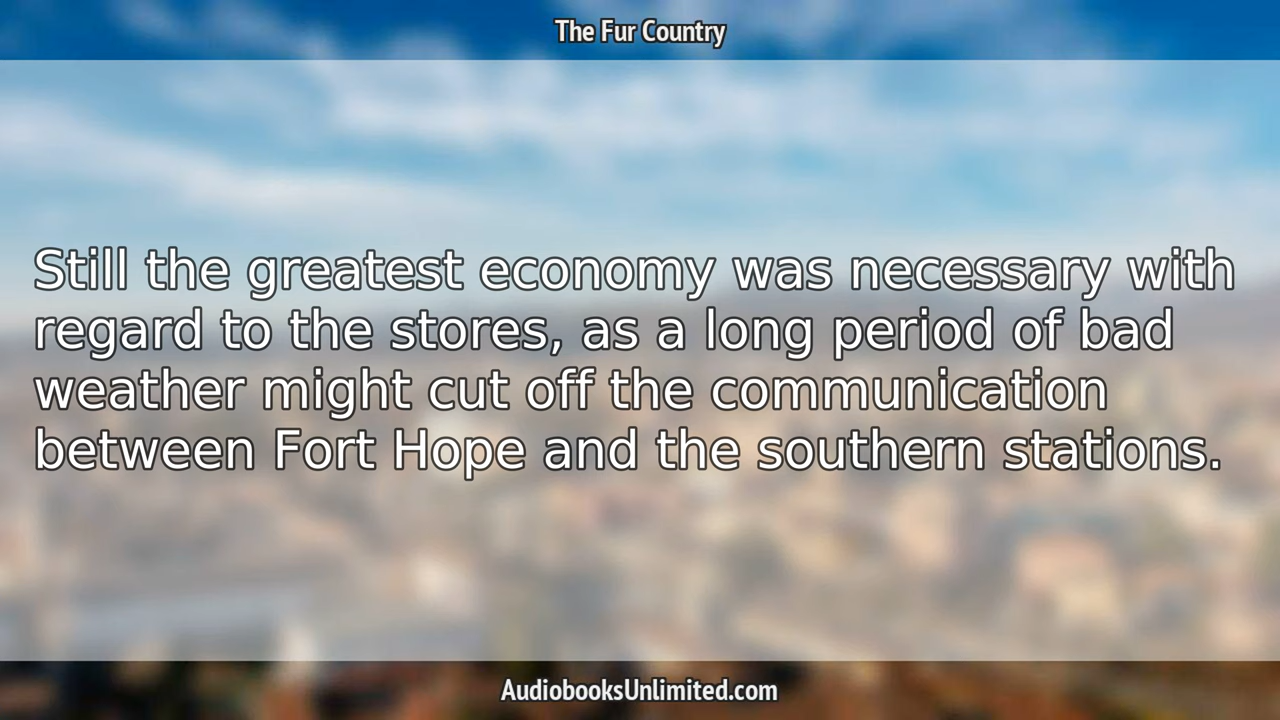 The Fur Country
Still the greatest economy was necessary with
regard to the stores, as a long period of bad
weather might cut off the communication
between Fort Hope and the southern stations.
AudiobooksUnlimited.com